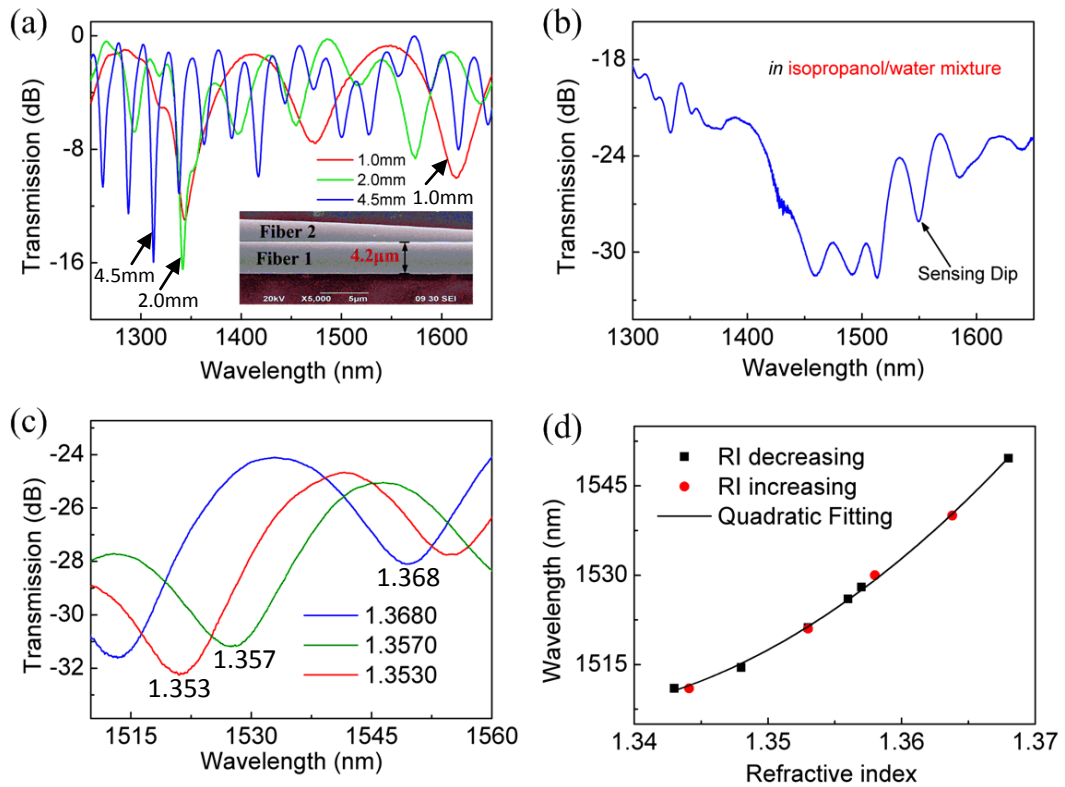 (a)
0
-8
-16
Transmission (dB)
1300
1400
1500
1600
Wavelength (nm)
1.0mm
2.0mm
4.5mm
1.0mm
4.5mm
2.0mm
Fiber 2
Fiber 1
4.2μm
20kV X5,000 5μm 09 30 SEI
(b)
-18
-24
-30
Transmission (dB)
in isopropanol/water mixture
Sensing Dip
1300
1400
1500
1600
Wavelength (nm)
(c)
-24
-26
-28
-30
-32
Transmission (dB)
1.368
1.357
1.353
1.3680
1.3570
1.3530
1515
1530
1545
1560
Wavelength (nm)
(d)
RI decreasing
RI increasing
Quadratic Fitting
1545
1530
1515
Wavelength (nm)
1.34
1.35
1.36
1.37
Refractive index